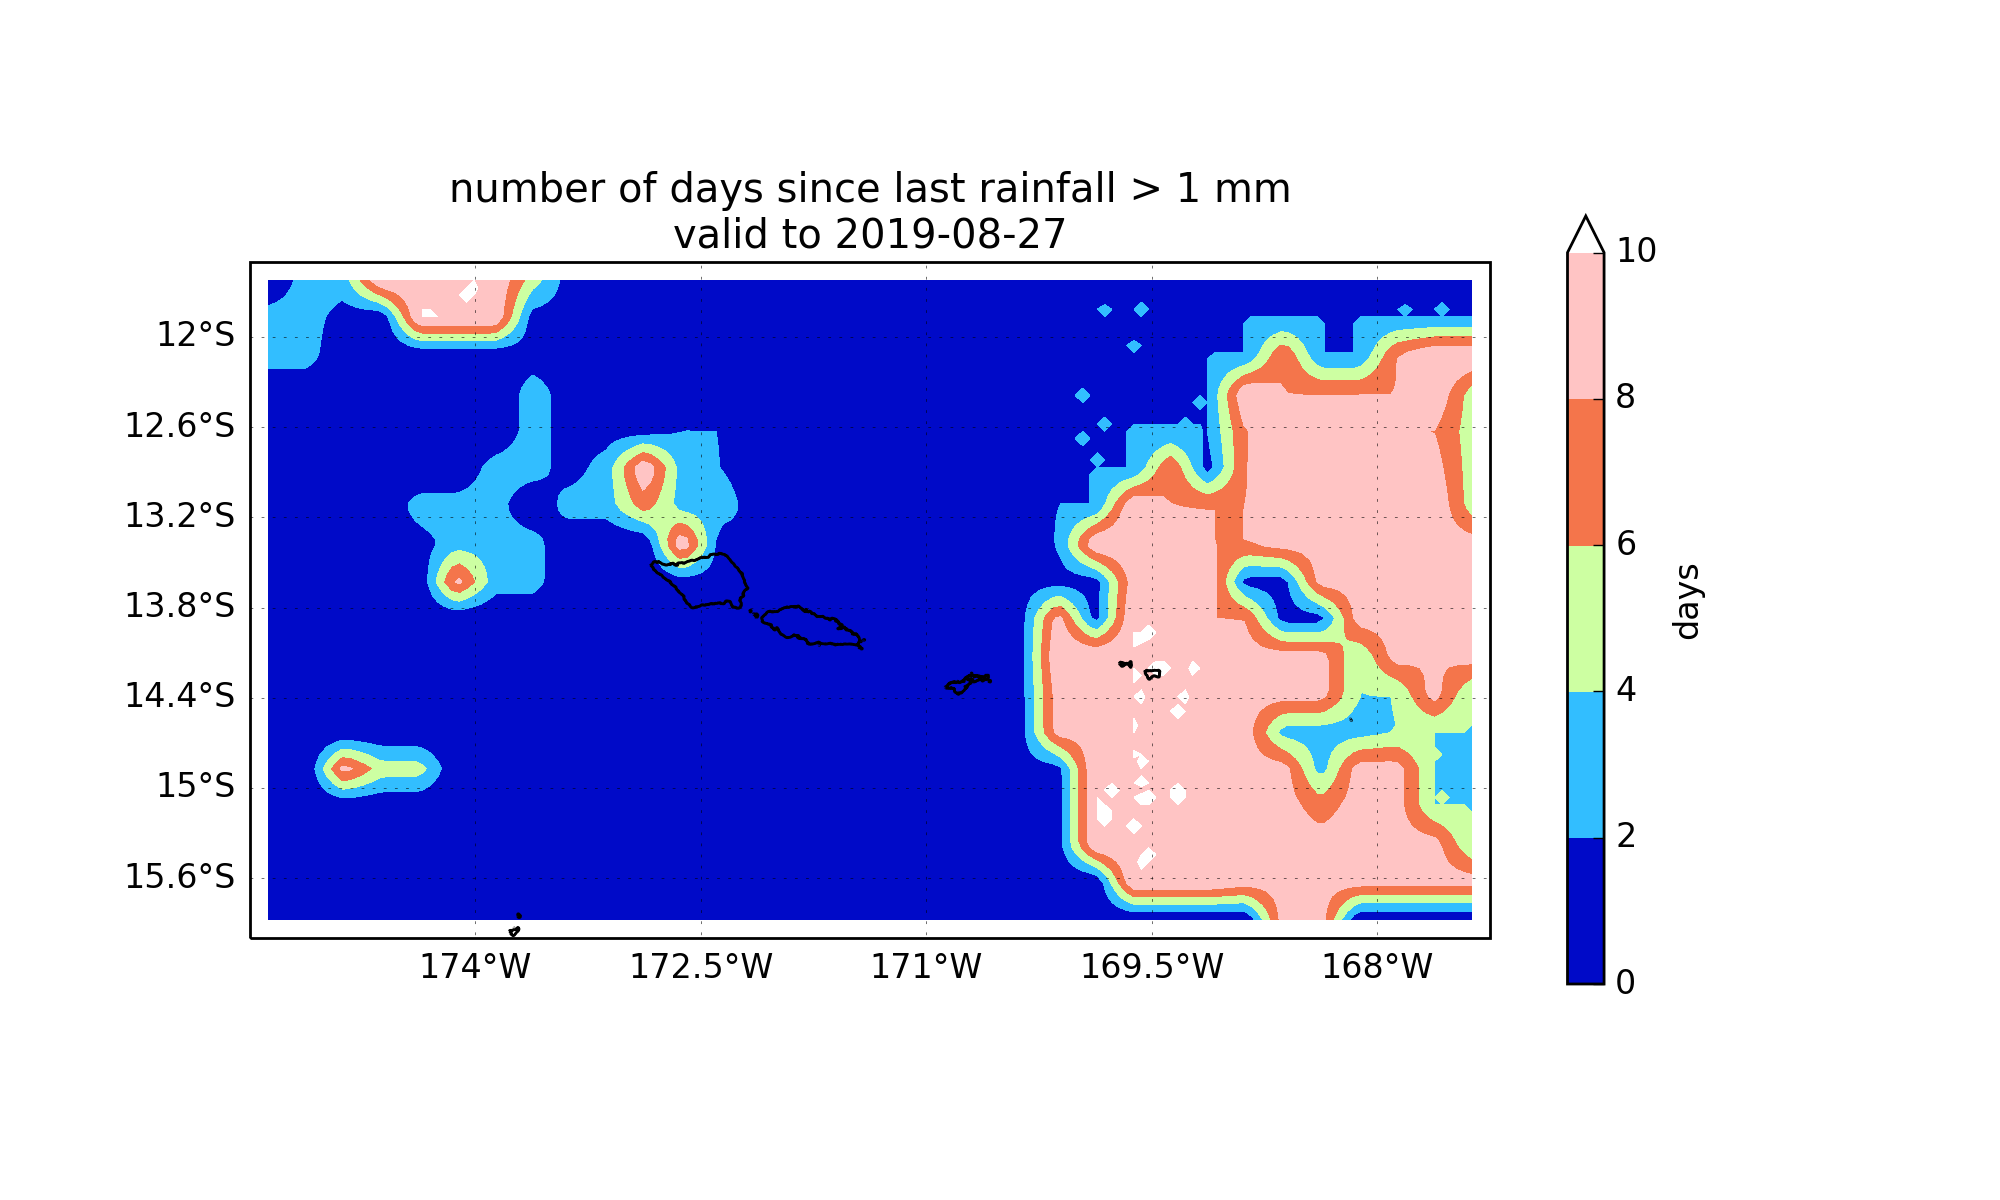 number of days since last rainfall > 1 mm
valid to 2019-08-27
12°S
12.6°S
13.2°S
13.8°S
14.4°S
15°S
15.6°S
174°W
172.5°W
171°W
169.5°W
168°W
10
8
6
4
2
0
days